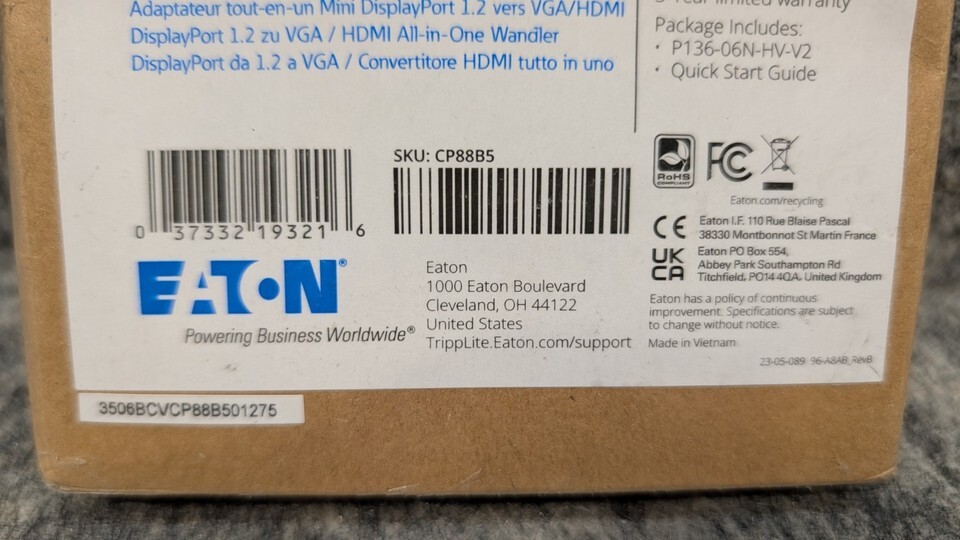 Adaptateur tout-en-un Mini DisplayPort 1.2 vers VGA/HDMI
DisplayPort 1.2 zu VGA / HDMI All-in-One Wandler
DisplayPort da 1.2 a VGA / Convertitore HDMI tutto in uno
limited warranty
Package Includes:
• P136-06N-HV-V2
• Quick Start Guide
0 37332 19321 6
SKU: CP88B5
EATON®
Powering Business Worldwide®
Eaton
1000 Eaton Boulevard
Cleveland, OH 44122
United States
TrippLite.Eaton.com/support
RoHS
COMPLIANT
FC
Eaton.com/recycling
CE
Eaton I.F. 110 Rue Blaise Pascal
38330 Montbonnot St Martin France
UK
CA
Eaton PO Box 554,
Abbey Park Southampton Rd
Titchfield, PO14 4QA, United Kingdom
Eaton has a policy of continuous
improvement. Specifications are subject
to change without notice.
Made in Vietnam
23-05-089 96-A8AB_RevB
3506BCVCP88B501275